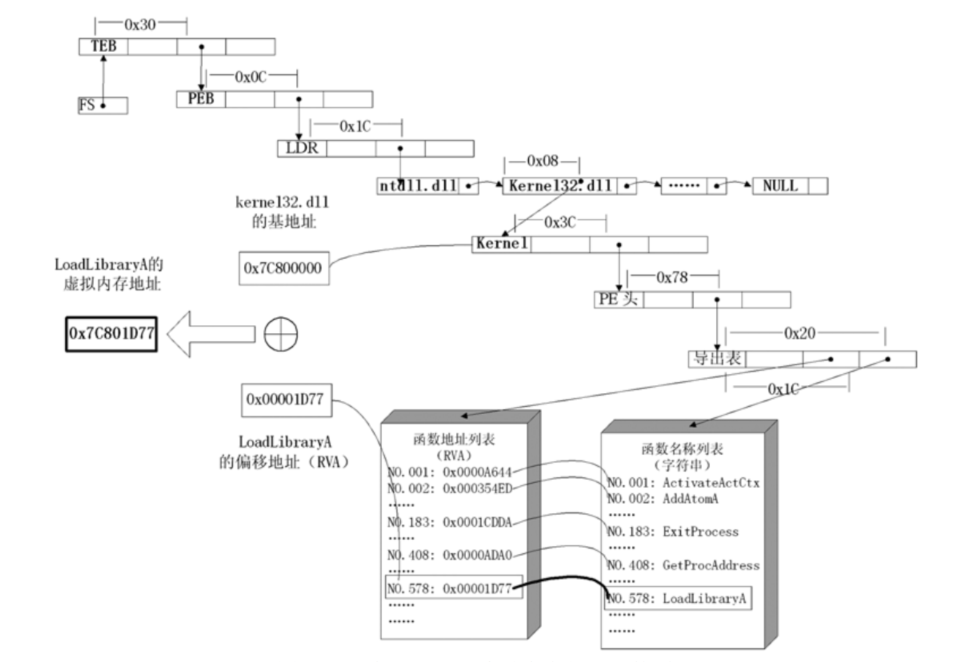 0x30
TEB
0x0C
FS
PEB
0x1C
LDR
0x08
ntdll.dll
Kernel32.dll
……
NULL
kernel32.dll
的基地址
0x3C
Kernel
0x7C800000
LoadLibraryA的
虚拟内存地址
0x78
PE头
0x7C801D77
0x20
导出表
0x1C
0x00001D77
LoadLibraryA
的偏移地址（RVA）
函数地址列表
（RVA）
NO.001: 0x0000A644
NO.002: 0x000354ED
……
NO.183: 0x0001CDDA
……
NO.408: 0x0000ADA0
……
NO.578: 0x00001D77
……
……
函数名称列表
（字符串）
NO.001: ActivateActCtx
NO.002: AddAtomA
……
NO.183: ExitProcess
……
NO.408: GetProcAddress
……
NO.578: LoadLibraryA
……
……